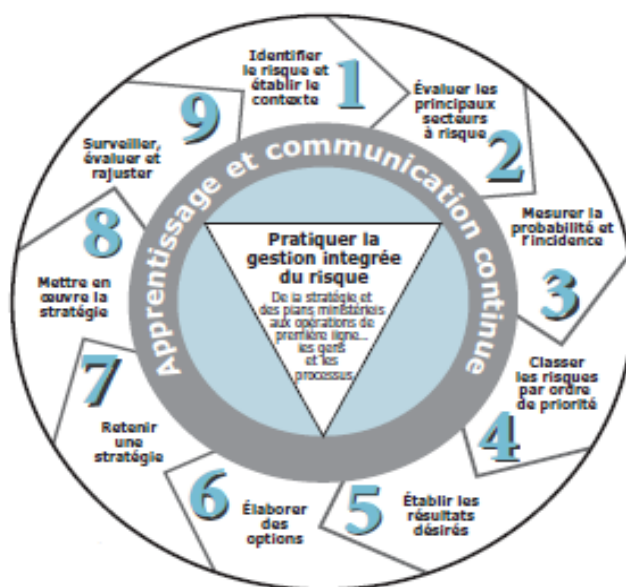 Identifier
le risque et
établir le
contexte
1
Évaluer les
principaux
secteurs
à risque
2
Mesurer la
probabilité et
l'incidence
3
Classer
les risques
par ordre
de priorité
4
Établir les
résultats
désirés
5
Élaborer
des
options
6
Retenir
une
stratégie
7
Mettre en
œuvre la
stratégie
8
Surveiller,
évaluer et
rajuster
9
Apprentissage et communication continue
Pratiquer la
gestion integrée
du risque
De la stratégie et
des plans ministériels
aux opérations de
première ligne...
les gens
et les
processus